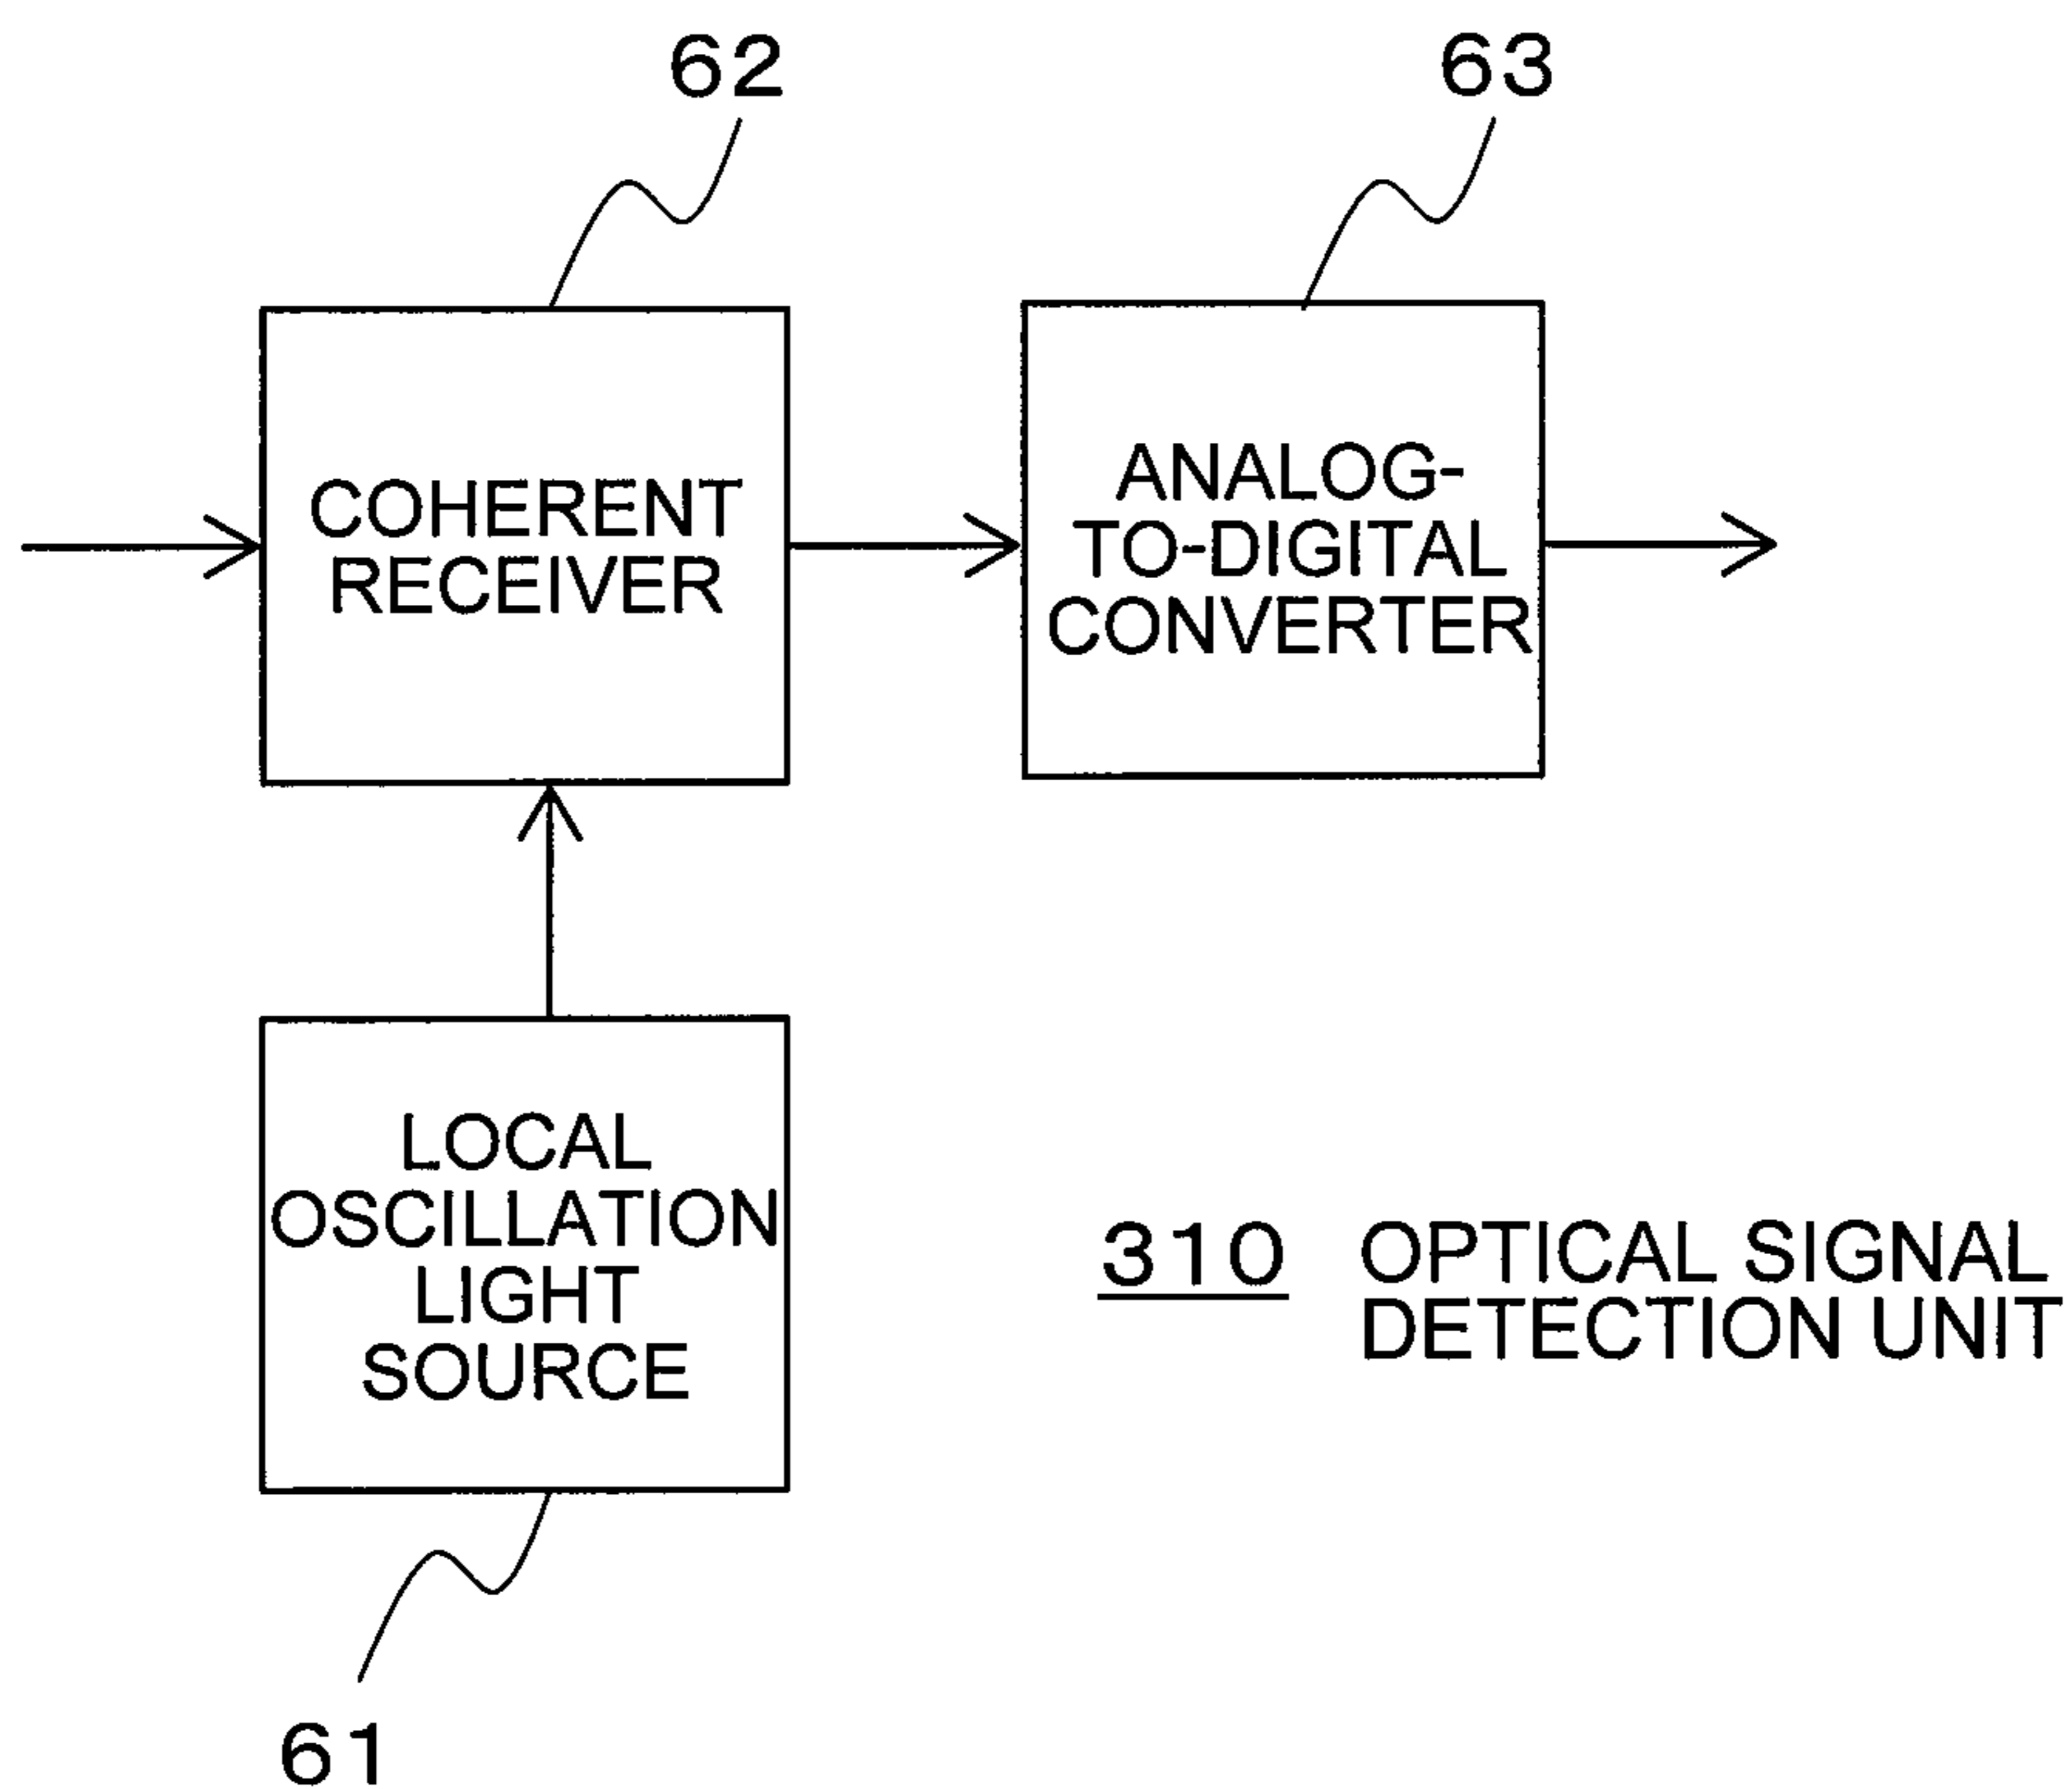 62
63
COHERENT
RECEIVER
ANALOG-
TO-DIGITAL
CONVERTER
LOCAL
OSCILLATION
LIGHT
SOURCE
61
310 OPTICAL SIGNAL
DETECTION UNIT